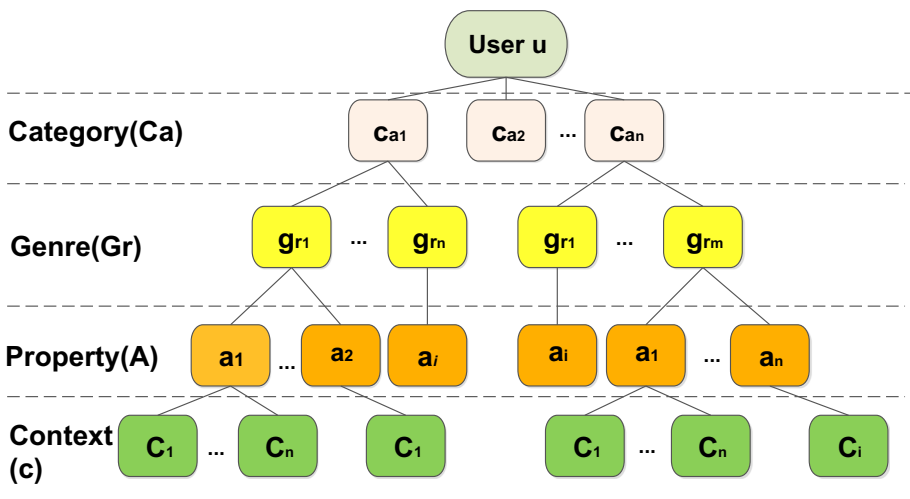 User u
Category(Ca) ca1 ca2 ... can
Genre(Gr) gr1 ... grn gr1 ... grm
Property(A) a1 ... a2 ai ai a1 ... an
Context
(c) C1 ... Cn C1 C1 ... Cn Ci